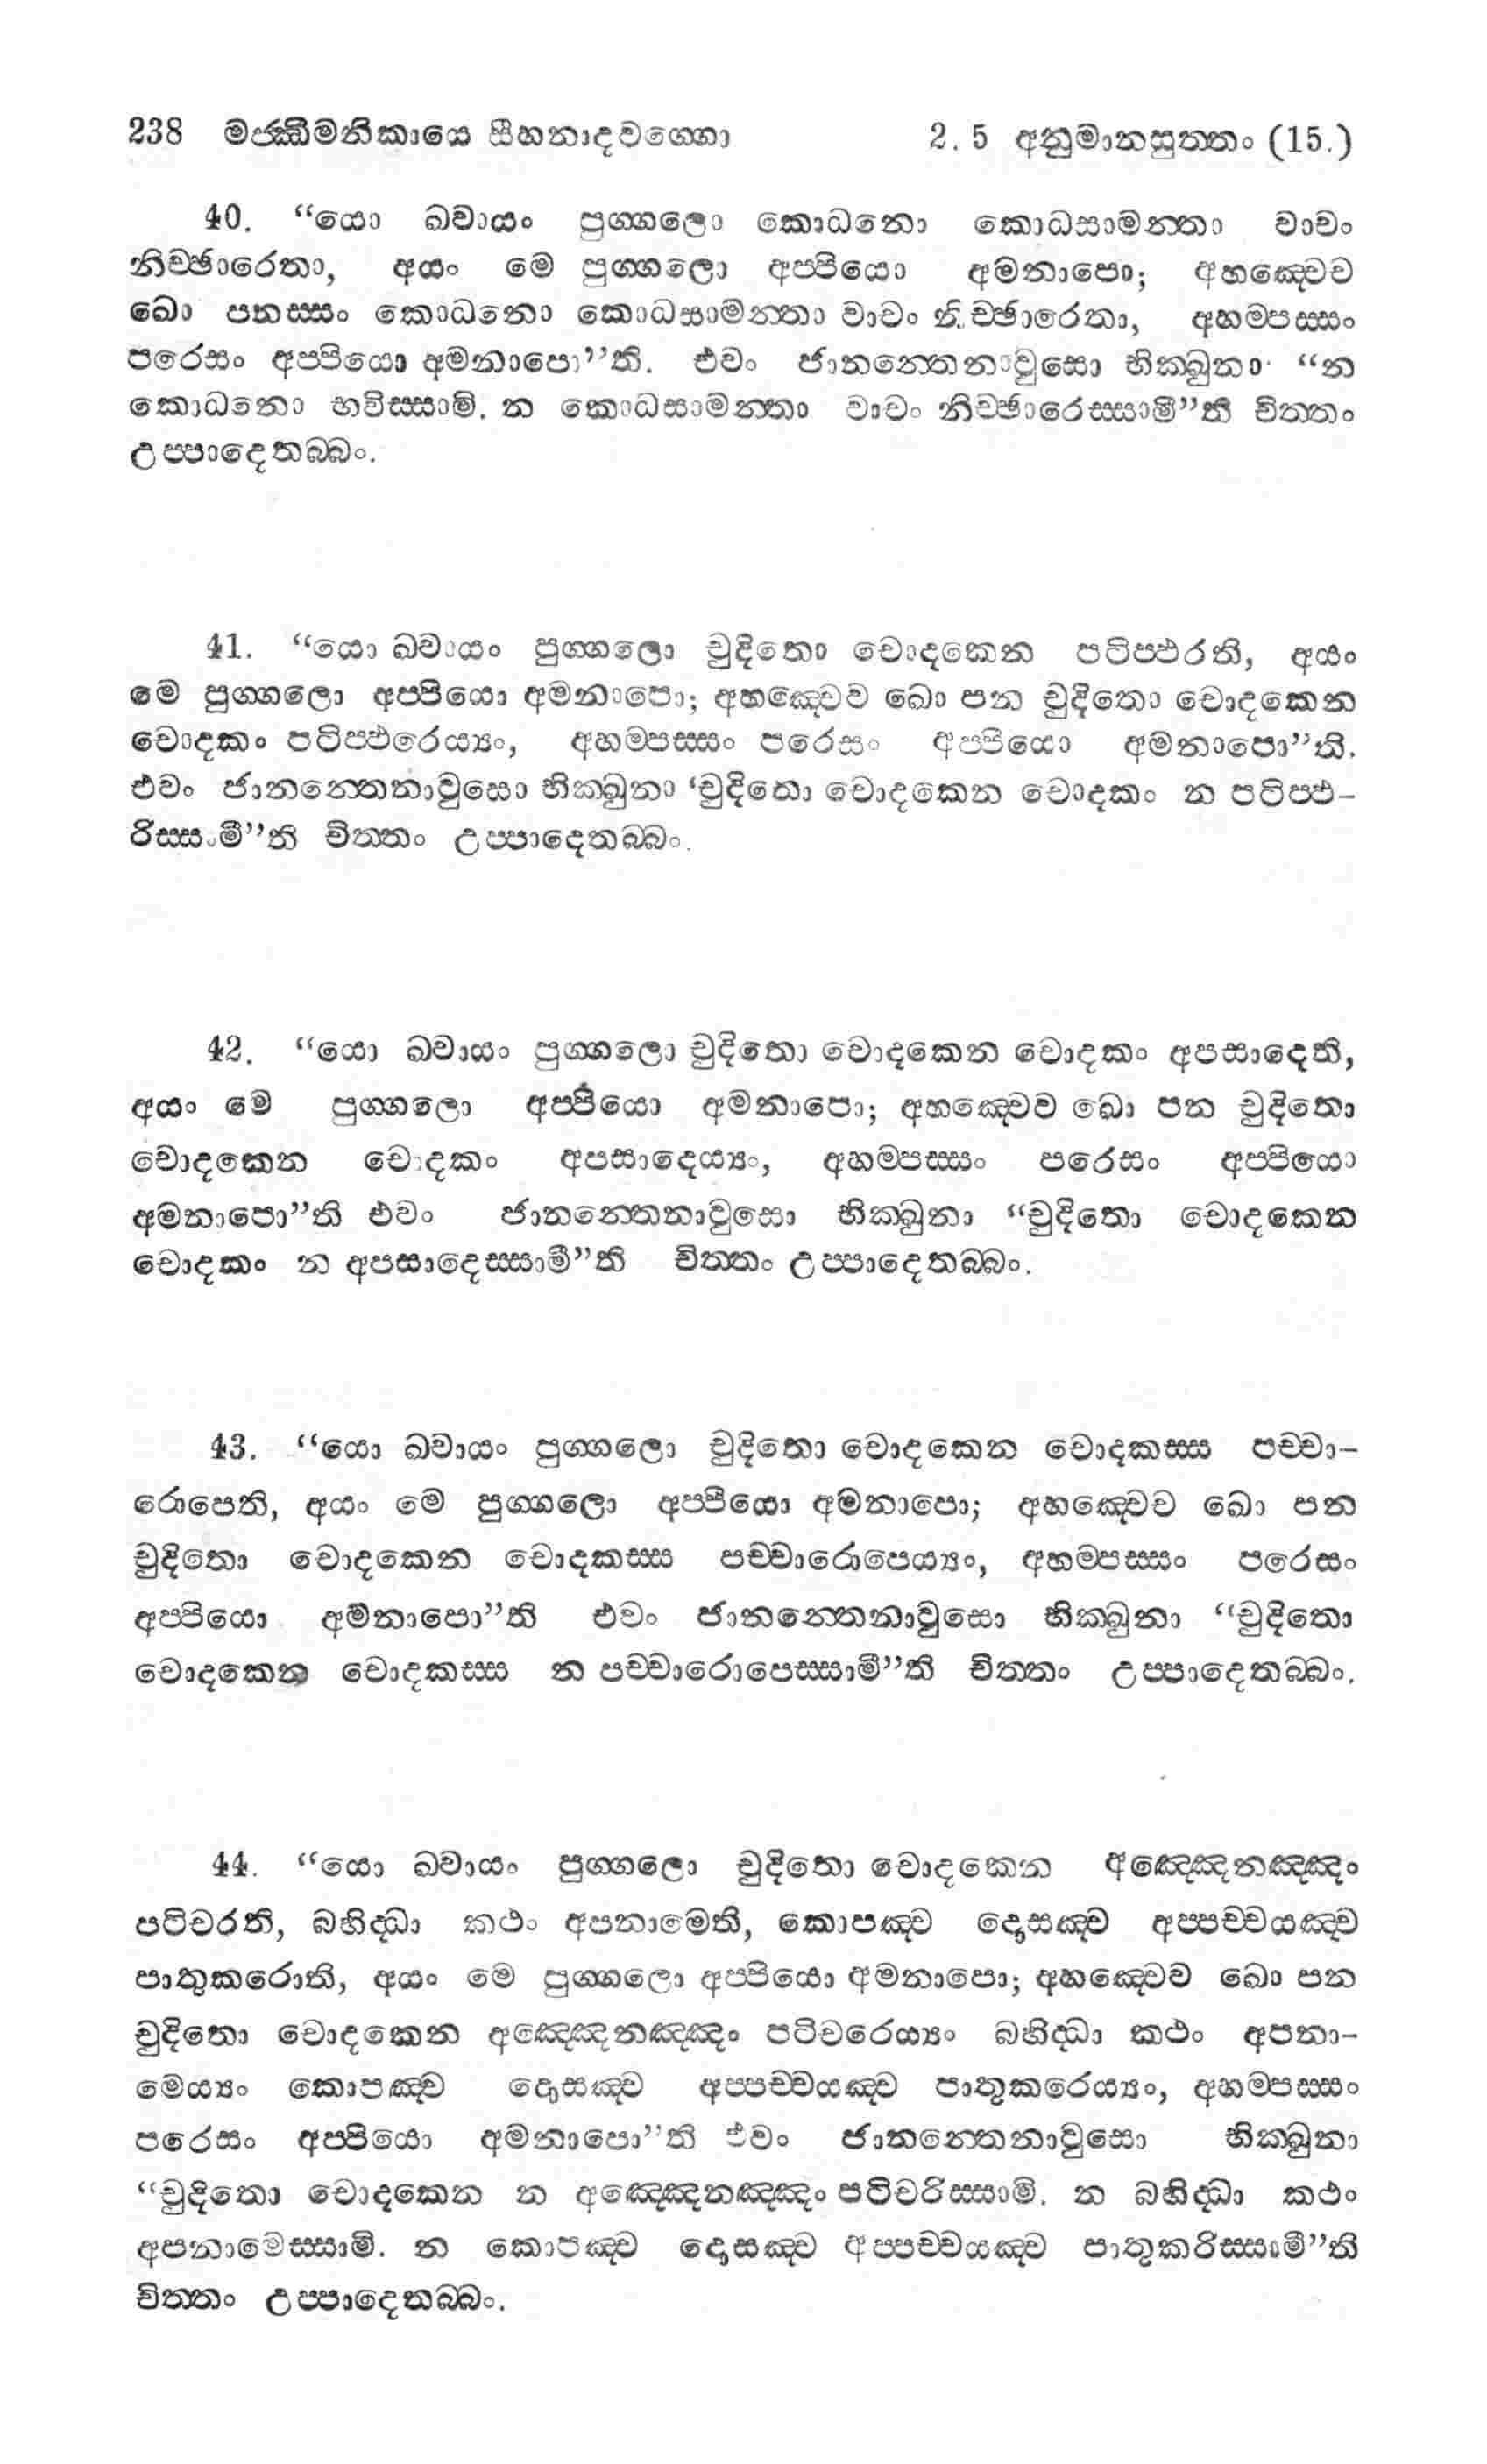 238 මජ්ඣිමනිකායෙ සීහනාදවග්ගො 2. 5 අනුමානසුත්තං (15.)
40. “යො ඛ්වායං පුග්ගලො කොධනො කොධසාමන්තා වාචං
නිච්ඡාරෙතා, අයං මෙ පුග්ගලො අප්පියො අමනාපො; අහඤ්චෙව
ඛො පනස්සං කොධනො කොධසාමන්තා වාචං නිච්ඡාරෙතා, අහම්පස්සං
පරෙසං අප්පියො අමනාපො”ති. එවං ජානන්තෙනාවුසො භික්ඛුනා “න
කොධනො භවිස්සාමි. න කොධසාමන්තා වාචං නිච්ඡාරෙස්සාමී”ති චිත්තං
උප්පාදෙතබ්බං.
41. “යො ඛ්වායං පුග්ගලො චුදිතො චොදකෙන පටිප්ඵරති, අයං
මෙ පුග්ගලො අප්පියො අමනාපො; අහඤ්චෙව ඛො පන චුදිතො චොදකෙන
චොදකං පටිප්ඵරෙය්‍යං, අහම්පස්සං පරෙසං අප්පියො අමනාපො”ති.
එවං ජානන්තෙනාවුසො භික්ඛුනා ‘චුදිතො චොදකෙන චොදකං න පටිප්ඵ-
රිස්සාමී”ති චිත්තං උප්පාදෙතබ්බං.
42. “යො ඛ්වායං පුග්ගලො චුදිතො චොදකෙන චොදකං අපසාදෙති,
අයං මෙ පුග්ගලො අප්පියො අමනාපො; අහඤ්චෙව ඛො පන චුදිතො
චොදකෙන චොදකං අපසාදෙය්‍යං, අහම්පස්සං පරෙසං අප්පියො
අමනාපො”ති එවං ජානන්තෙනාවුසො භික්ඛුනා “චුදිතො චොදකෙන
චොදකං න අපසාදෙස්සාමී”ති චිත්තං උප්පාදෙතබ්බං.
43. “යො ඛ්වායං පුග්ගලො චුදිතො චොදකෙන චොදකස්ස පච්චා-
රොපෙති, අයං මෙ පුග්ගලො අප්පියො අමනාපො; අහඤ්චෙව ඛො පන
චුදිතො චොදකෙන චොදකස්ස පච්චාරොපෙය්‍යං, අහම්පස්සං පරෙසං
අප්පියො අමනාපො”ති එවං ජානන්තෙනාවුසො භික්ඛුනා “චුදිතො
චොදකෙන චොදකස්ස න පච්චාරොපෙස්සාමී”ති චිත්තං උප්පාදෙතබ්බං.
44. “යො ඛ්වායං පුග්ගලො චුදිතො චොදකෙන අඤ්ඤෙනඤ්ඤං
පටිචරති, බහිද්ධා කථං අපනාමෙති, කොපඤ්ච දොසඤ්ච අප්පච්චයඤ්ච
පාතුකරොති, අයං මෙ පුග්ගලො අප්පියො අමනාපො; අහඤ්චෙව ඛො පන
චුදිතො චොදකෙන අඤ්ඤෙනඤ්ඤං පටිචරෙය්‍යං බහිද්ධා කථං අපනා-
මෙය්‍යං කොපඤ්ච දොසඤ්ච අප්පච්චයඤ්ච පාතුකරෙය්‍යං, අහම්පස්සං
පරෙසං අප්පියො අමනාපො”ති එවං ජානන්තෙනාවුසො භික්ඛුනා
“චුදිතො චොදකෙන න අඤ්ඤෙනඤ්ඤං පටිචරිස්සාමි. න බහිද්ධා කථං
අපනාමෙස්සාමි. න කොපඤ්ච දොසඤ්ච අප්පච්චයඤ්ච පාතුකරිස්සාමී”ති
චිත්තං උප්පාදෙතබ්බං.